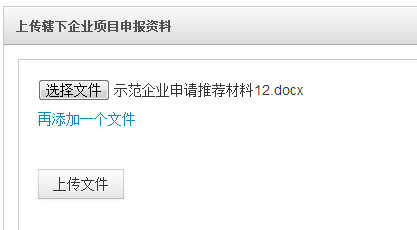 上传辖下企业项目申报资料
选择文件 示范企业申请推荐材料12.docx
再添加一个文件
上传文件